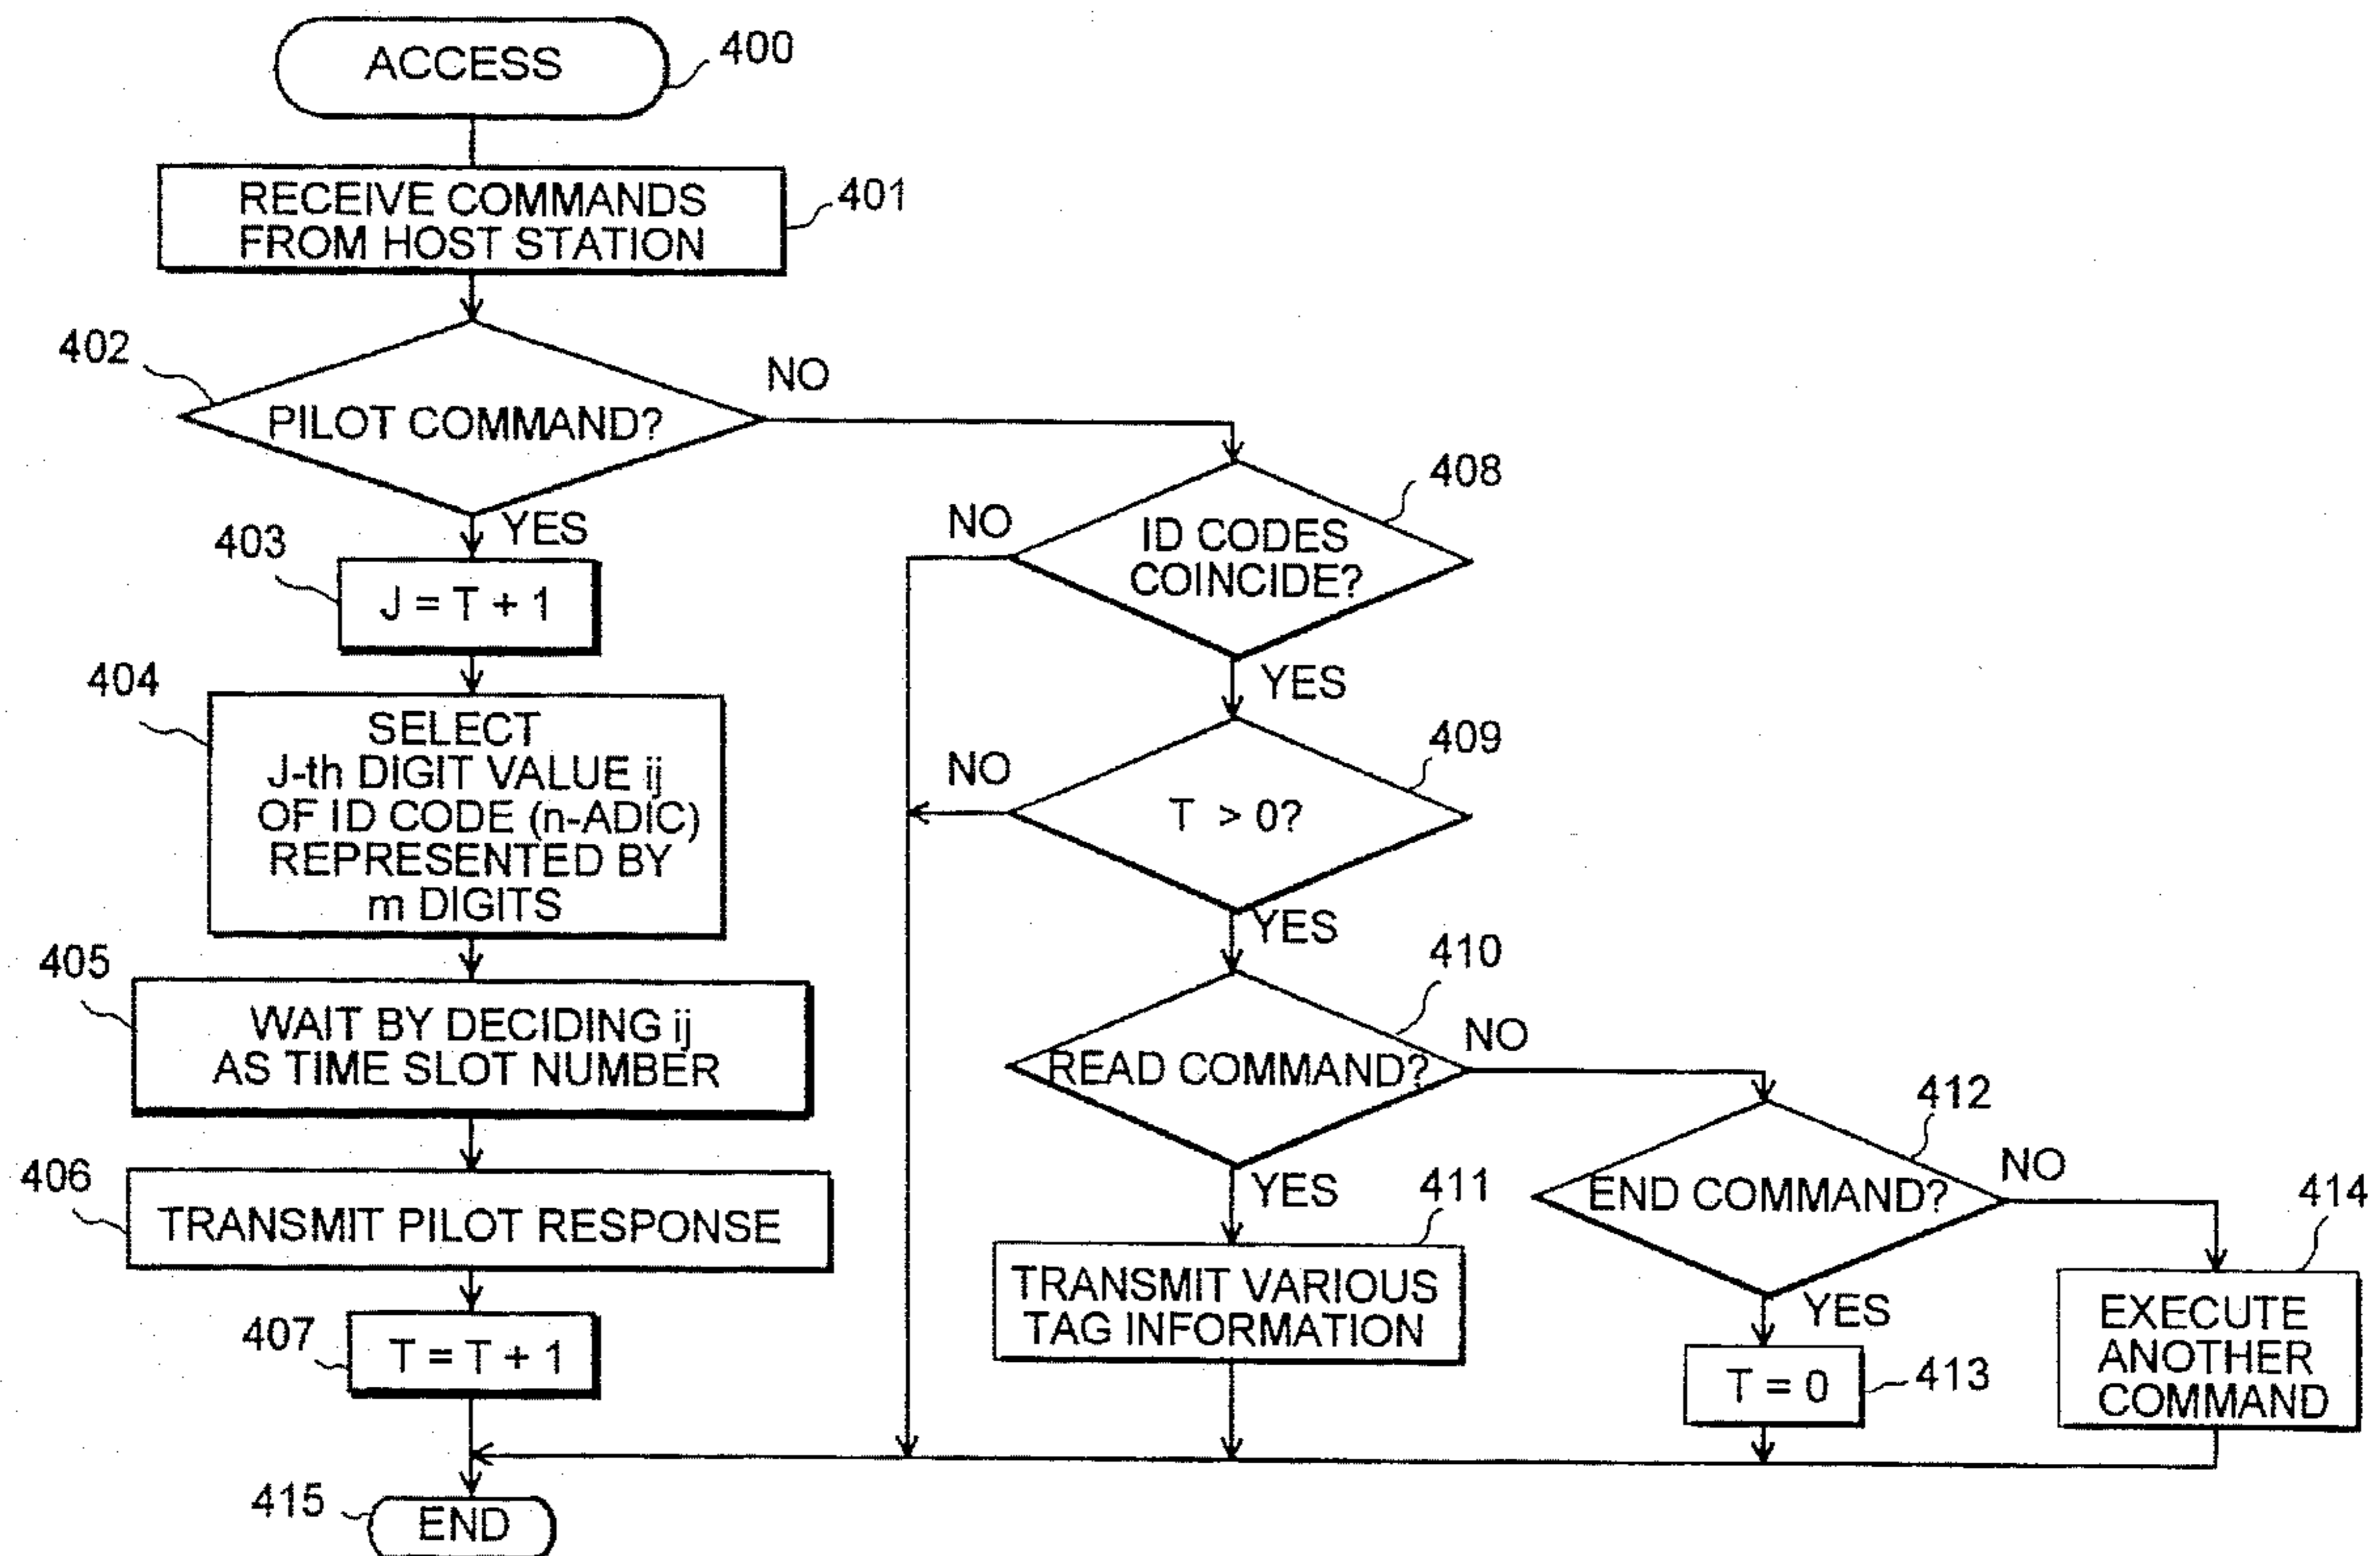 ACCESS
400
RECEIVE COMMANDS
FROM HOST STATION
401
402
PILOT COMMAND?
NO
YES
403
J = T + 1
404
SELECT
J-th DIGIT VALUE ij
OF ID CODE (n-ADIC)
REPRESENTED BY
m DIGITS
405
WAIT BY DECIDING ij
AS TIME SLOT NUMBER
406
TRANSMIT PILOT RESPONSE
407
T = T + 1
408
ID CODES
COINCIDE?
NO
YES
409
T > 0?
NO
YES
410
READ COMMAND?
NO
YES
411
TRANSMIT VARIOUS
TAG INFORMATION
412
END COMMAND?
NO
YES
T = 0
413
414
EXECUTE
ANOTHER
COMMAND
415
END